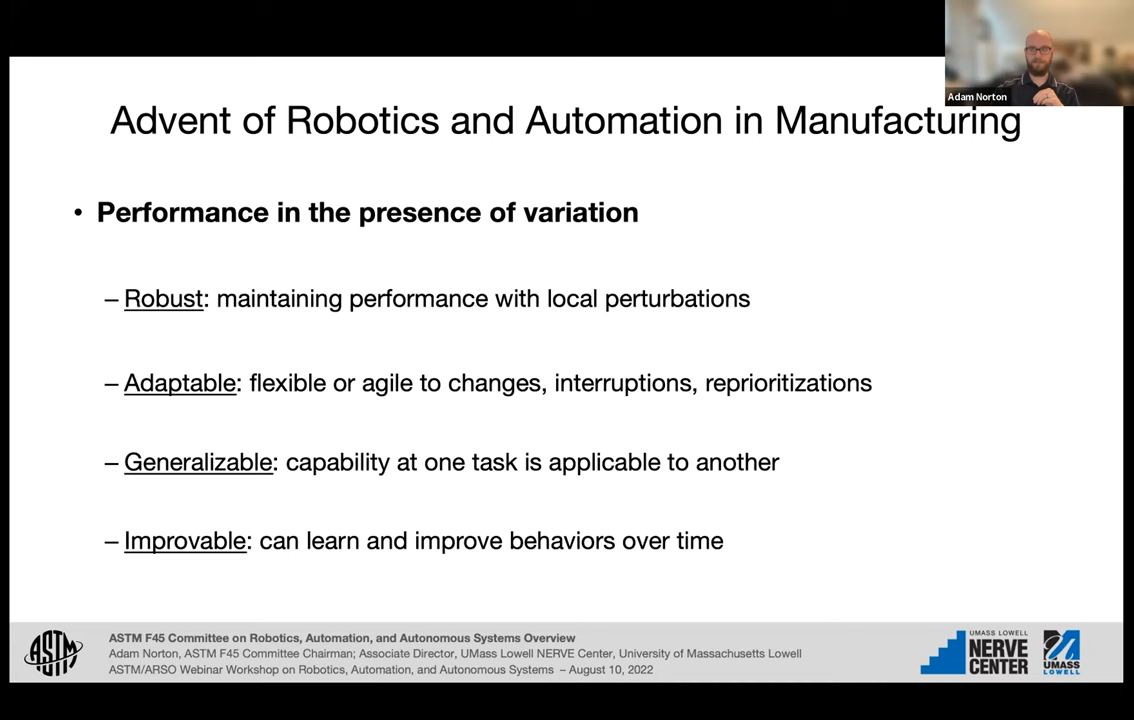 Adam Norton
Advent of Robotics and Automation in Manufacturing
• Performance in the presence of variation
– Robust: maintaining performance with local perturbations
– Adaptable: flexible or agile to changes, interruptions, reprioritizations
– Generalizable: capability at one task is applicable to another
– Improvable: can learn and improve behaviors over time
ASTM
ASTM F45 Committee on Robotics, Automation, and Autonomous Systems Overview
Adam Norton, ASTM F45 Committee Chairman; Associate Director, UMass Lowell NERVE Center, University of Massachusetts Lowell
ASTM/ARSO Webinar Workshop on Robotics, Automation, and Autonomous Systems – August 10, 2022
UMASS LOWELL
NERVE
CENTER
UMASS
LOWELL